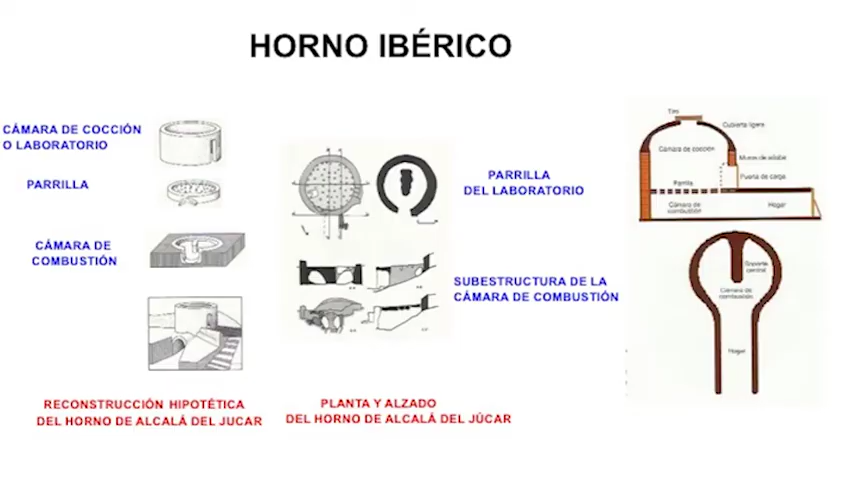 HORNO IBÉRICO
CÁMARA DE COCCIÓN
O LABORATORIO
PARRILLA
CÁMARA DE
COMBUSTIÓN
RECONSTRUCCIÓN HIPOTÉTICA
DEL HORNO DE ALCALÁ DEL JUCAR
PARRILLA
DEL LABORATORIO
SUBESTRUCTURA DE LA
CÁMARA DE COMBUSTIÓN
PLANTA Y ALZADO
DEL HORNO DE ALCALÁ DEL JÚCAR
Tiro
Cubierta ligera
Cámara de cocción
Muros de adobe
Puerta de carga
Parrilla
Cámara de
combustión
Hogar
Soporte
central
Cámara de
combustión
Hogar